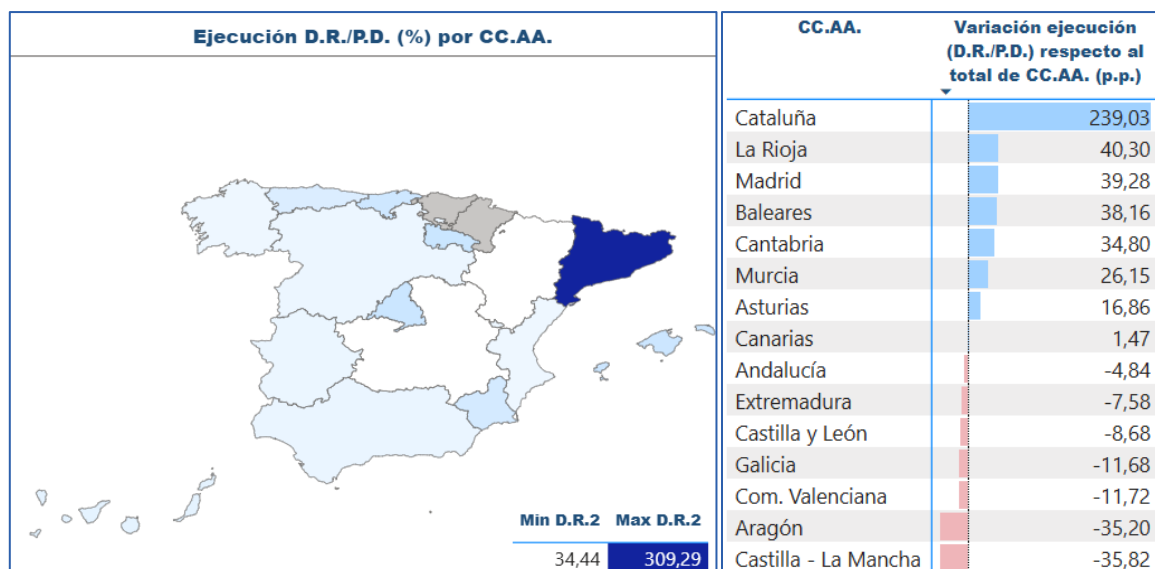 Ejecución D.R./P.D. (%) por CC.AA.
Min D.R.2 Max D.R.2
34,44 309,29
CC.AA. Variación ejecución
(D.R./P.D.) respecto al
total de CC.AA. (p.p.)
Cataluña 239,03
La Rioja 40,30
Madrid 39,28
Baleares 38,16
Cantabria 34,80
Murcia 26,15
Asturias 16,86
Canarias 1,47
Andalucía -4,84
Extremadura -7,58
Castilla y León -8,68
Galicia -11,68
Com. Valenciana -11,72
Aragón -35,20
Castilla - La Mancha -35,82